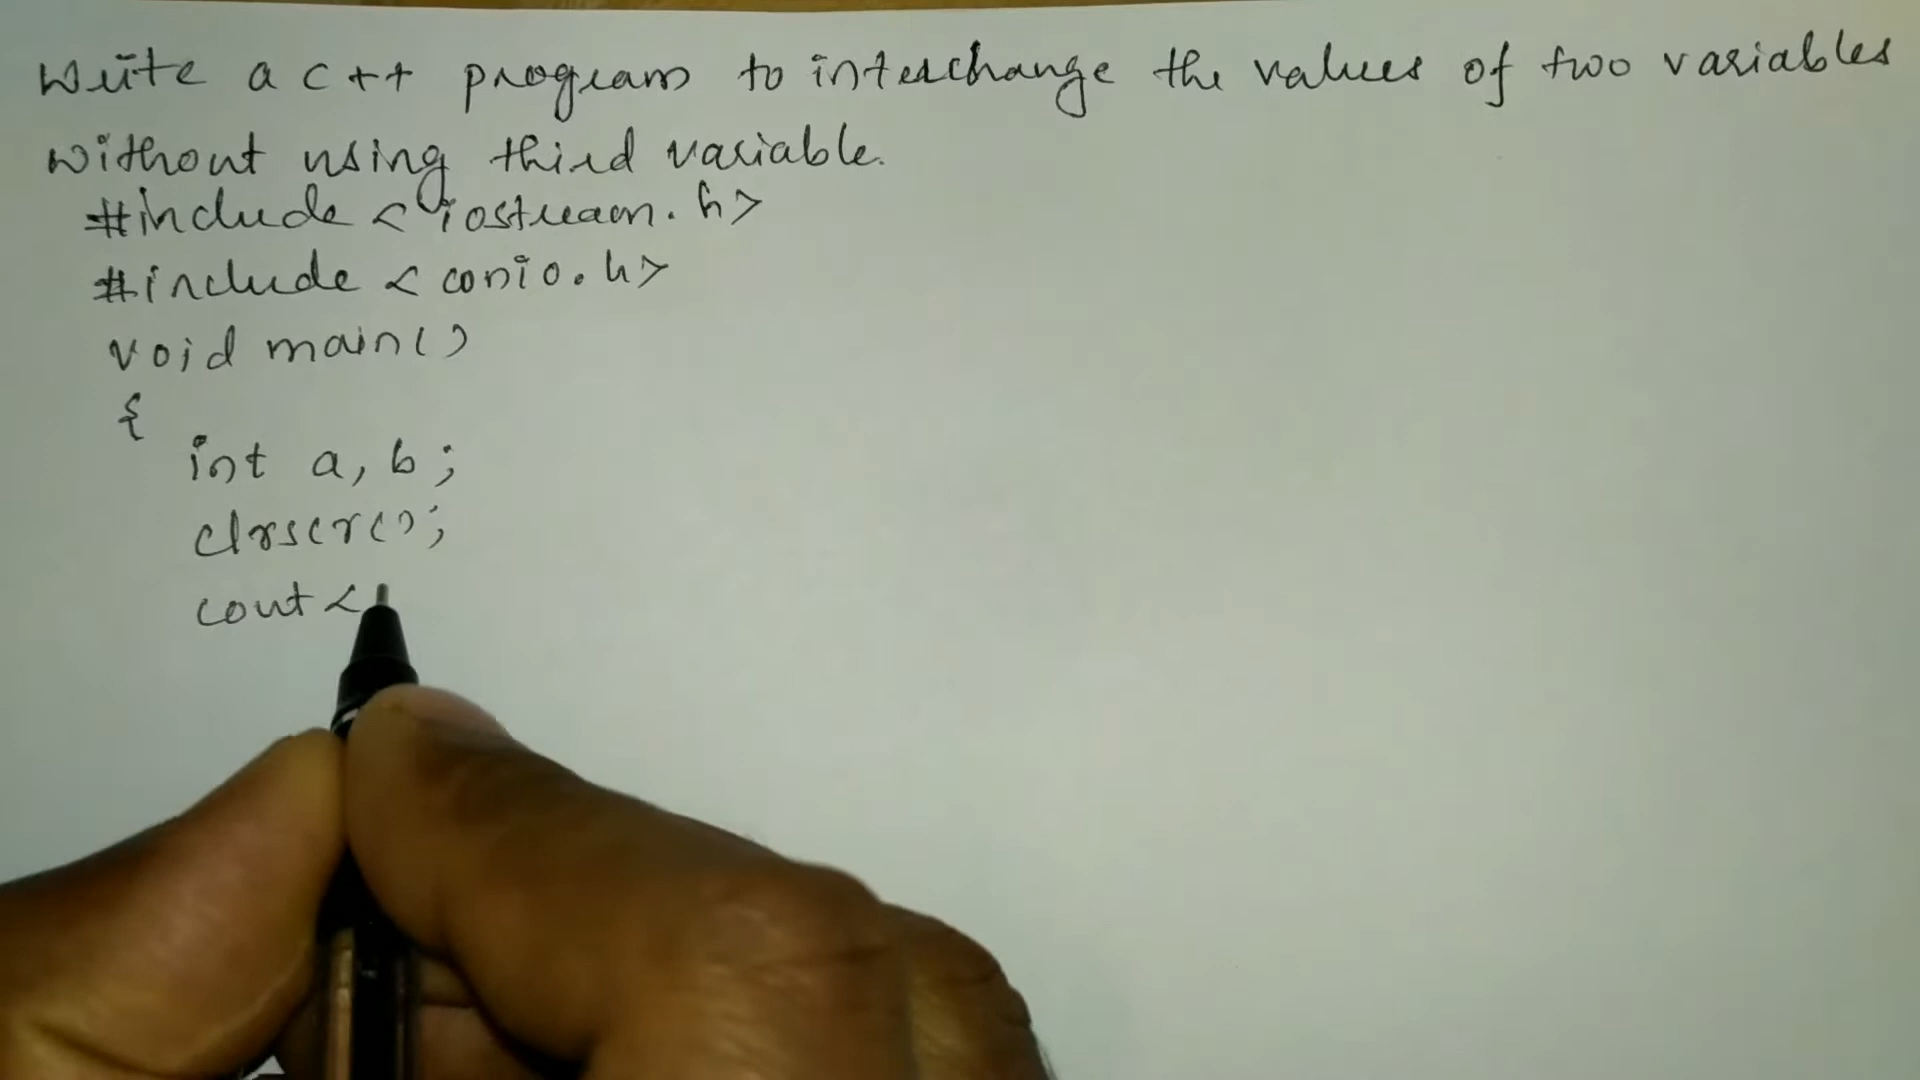 Write a c++ program to interchange the values of two variables
without using third variable.
#include <iostream.h>
#include <conio.h>
void main()
{
int a, b;
clrscr();
cout <